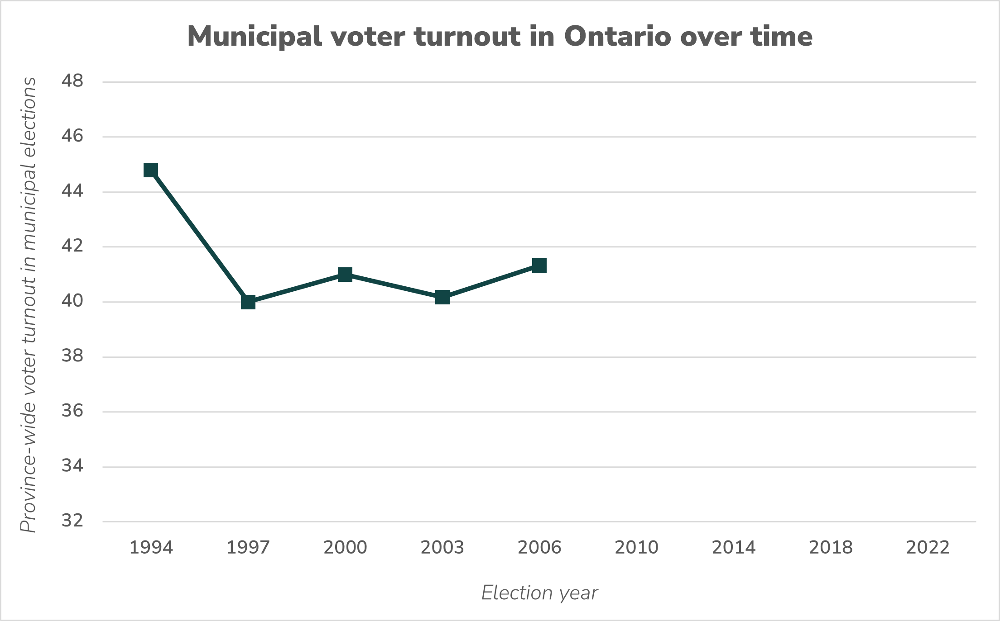 Municipal voter turnout in Ontario over time
Province-wide voter turnout in municipal elections
48
46
44
42
40
38
36
34
32
1994 1997 2000 2003 2006 2010 2014 2018 2022
Election year